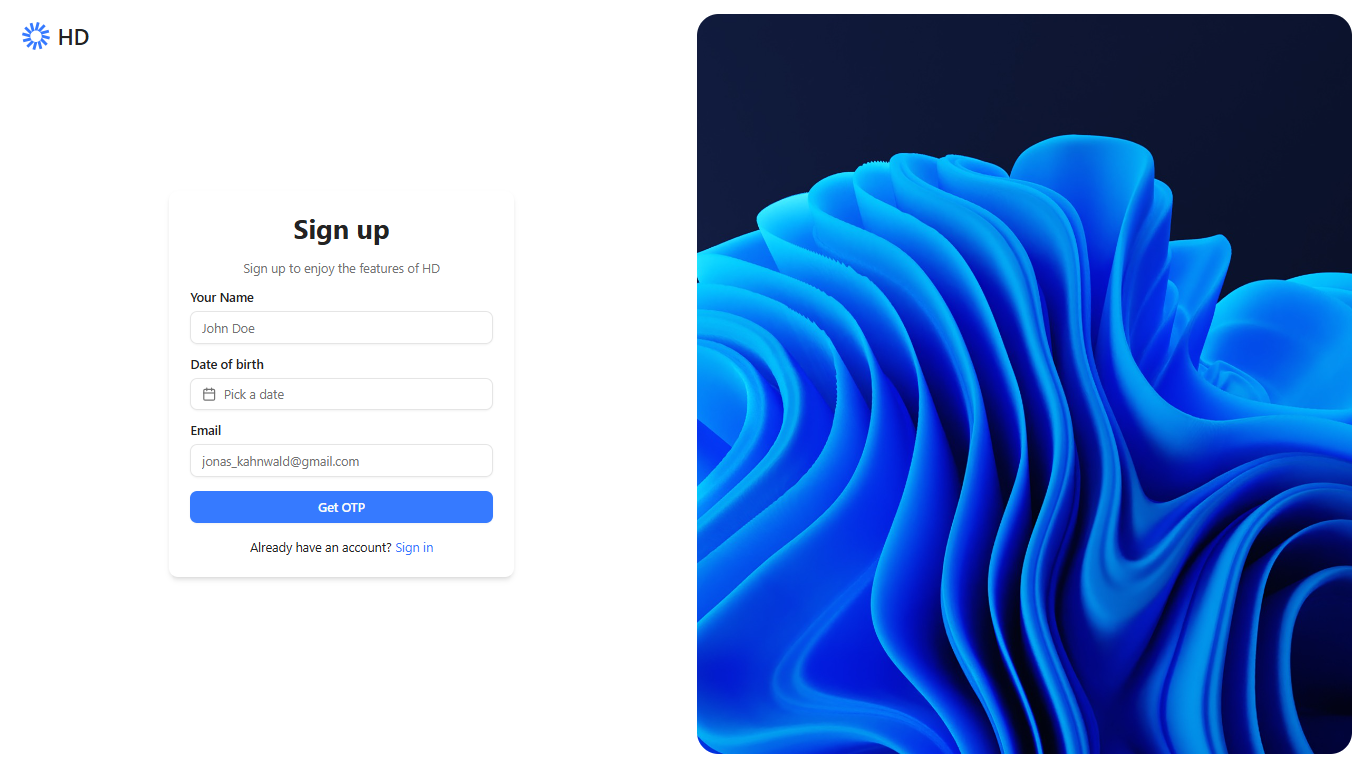 HD
Sign up
Sign up to enjoy the features of HD
Your Name
John Doe
Date of birth
Pick a date
Email
jonas_kahnwald@gmail.com
Get OTP
Already have an account? Sign in